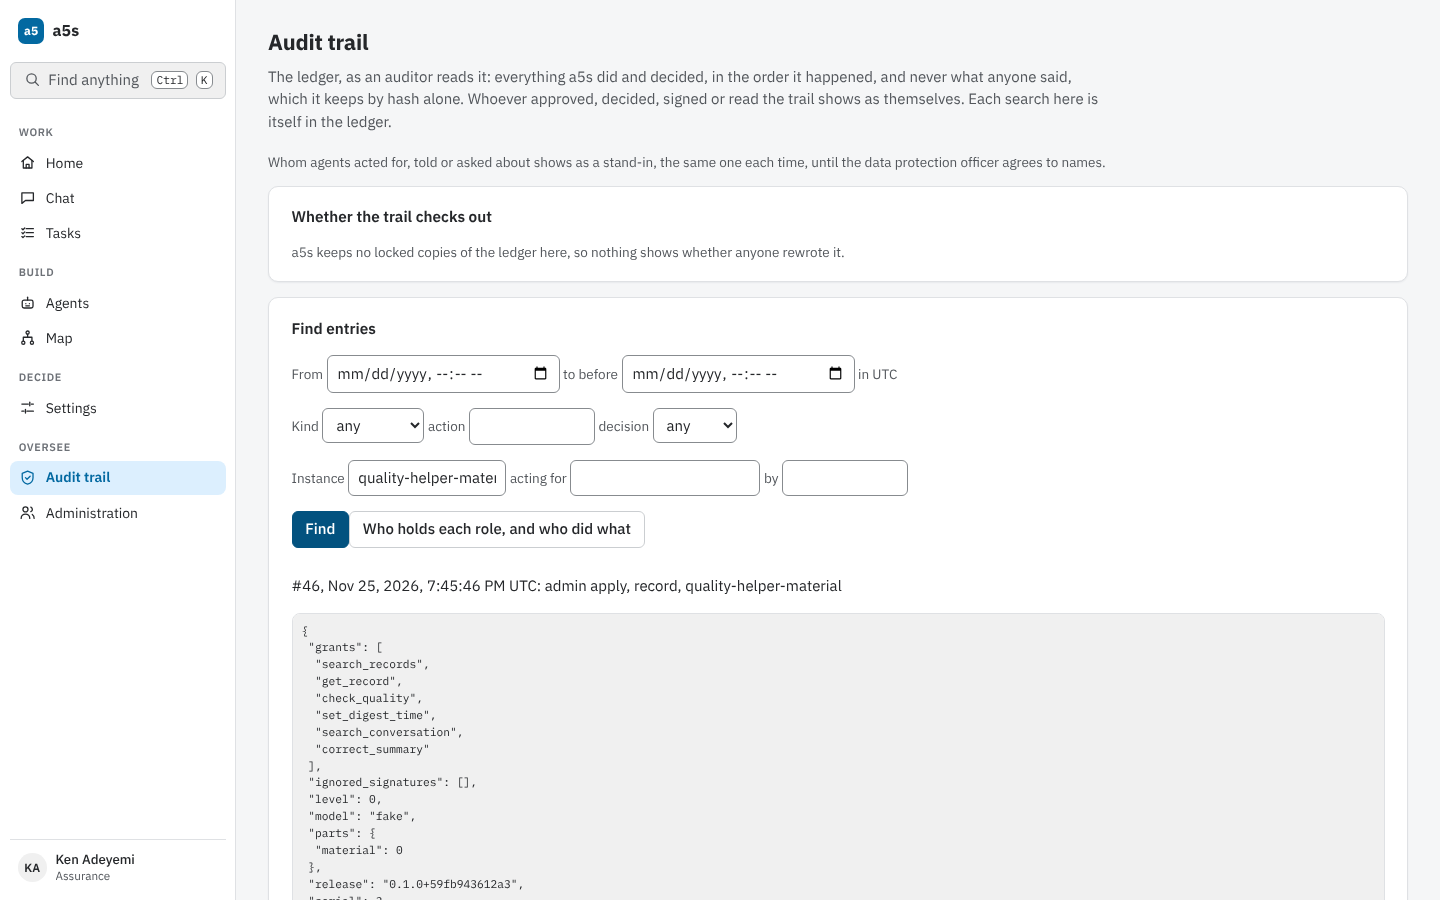 a5 a5s
Find anything Ctrl K
WORK
Home
Chat
Tasks
BUILD
Agents
Map
DECIDE
Settings
OVERSEE
Audit trail
Administration
KA Ken Adeyemi
Assurance
Audit trail
The ledger, as an auditor reads it: everything a5s did and decided, in the order it happened, and never what anyone said,
which it keeps by hash alone. Whoever approved, decided, signed or read the trail shows as themselves. Each search here is
itself in the ledger.
Whom agents acted for, told or asked about shows as a stand-in, the same one each time, until the data protection officer agrees to names.
Whether the trail checks out
a5s keeps no locked copies of the ledger here, so nothing shows whether anyone rewrote it.
Find entries
From mm/dd/yyyy, --:-- -- to before mm/dd/yyyy, --:-- -- in UTC
Kind any action decision any
Instance quality-helper-mater acting for by
Find Who holds each role, and who did what
#46, Nov 25, 2026, 7:45:46 PM UTC: admin apply, record, quality-helper-material
{
"grants": [
"search_records",
"get_record",
"check_quality",
"set_digest_time",
"search_conversation",
"correct_summary"
],
"ignored_signatures": [],
"level": 0,
"model": "fake",
"parts": {
"material": 0
},
"release": "0.1.0+59fb943612a3",